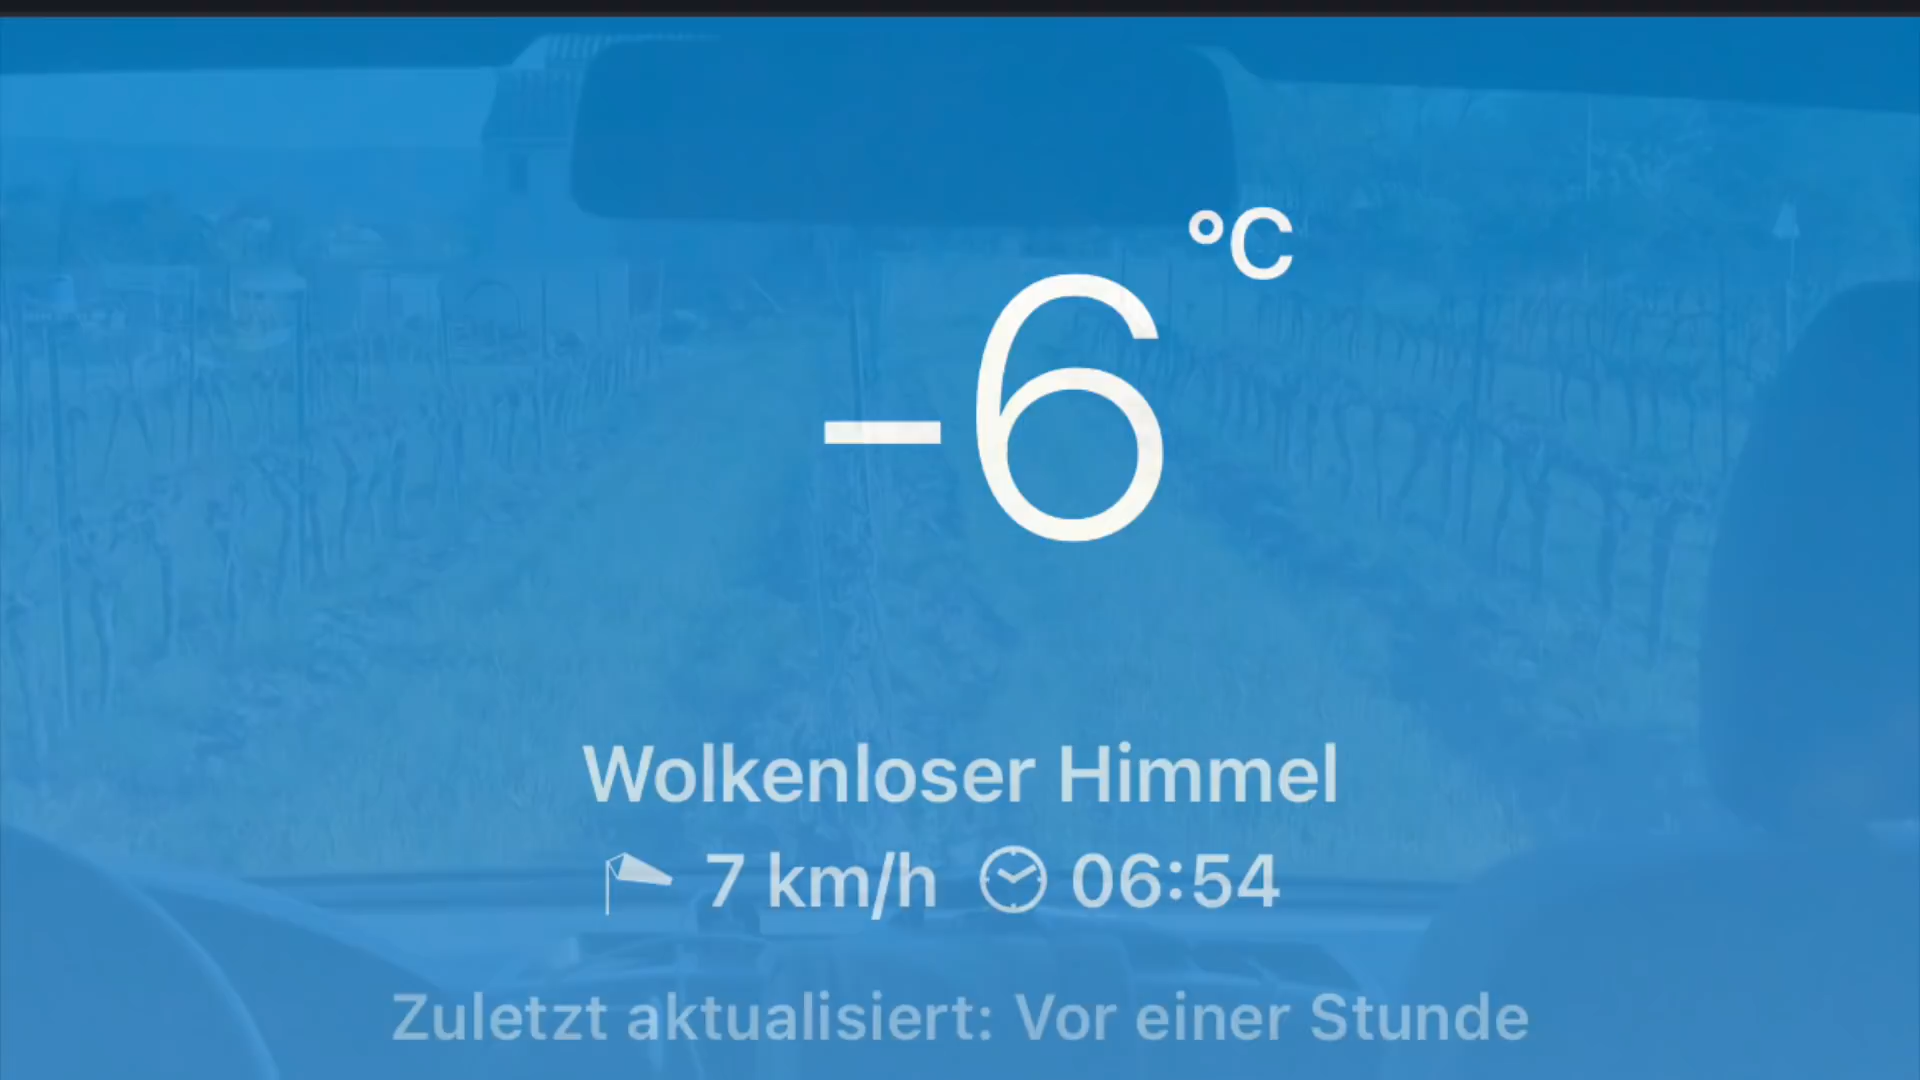 −6 °C
Wolkenloser Himmel
7 km/h 06:54
Zuletzt aktualisiert: Vor einer Stunde